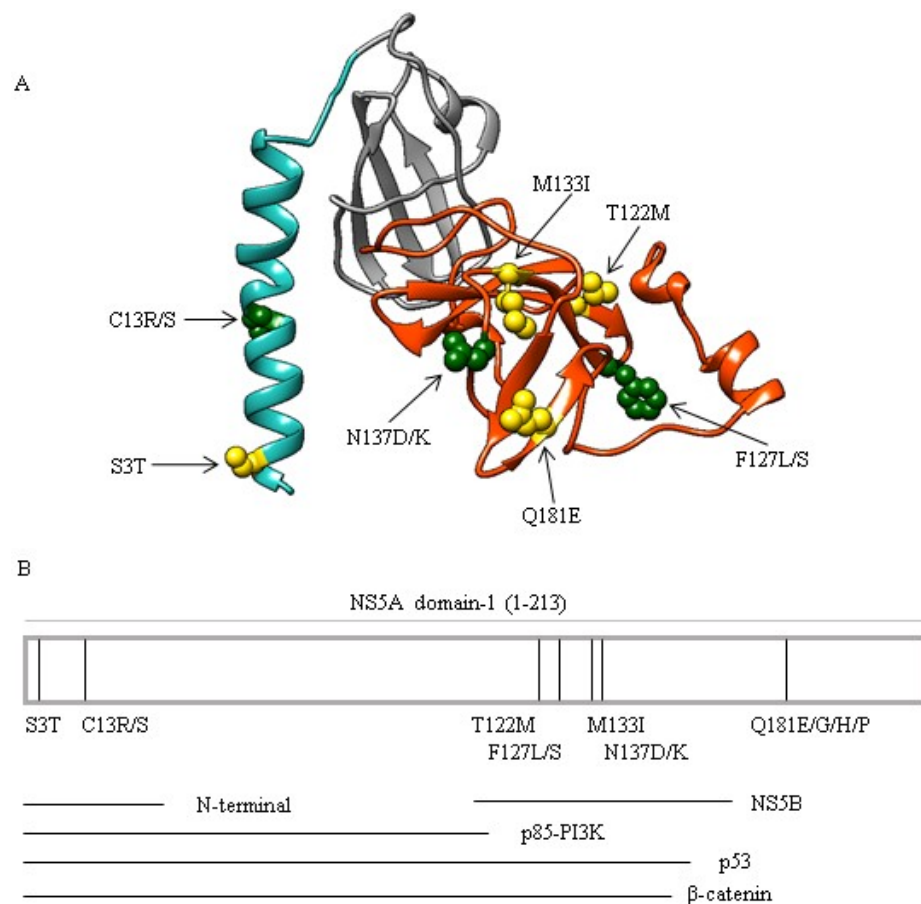 A
M133I
T122M
C13R/S
N137D/K
F127L/S
S3T
Q181E
B
NS5A domain-1 (1-213)
S3T C13R/S T122M M133I Q181E/G/H/P
F127L/S N137D/K
N-terminal NS5B
p85-PI3K
p53
β-catenin